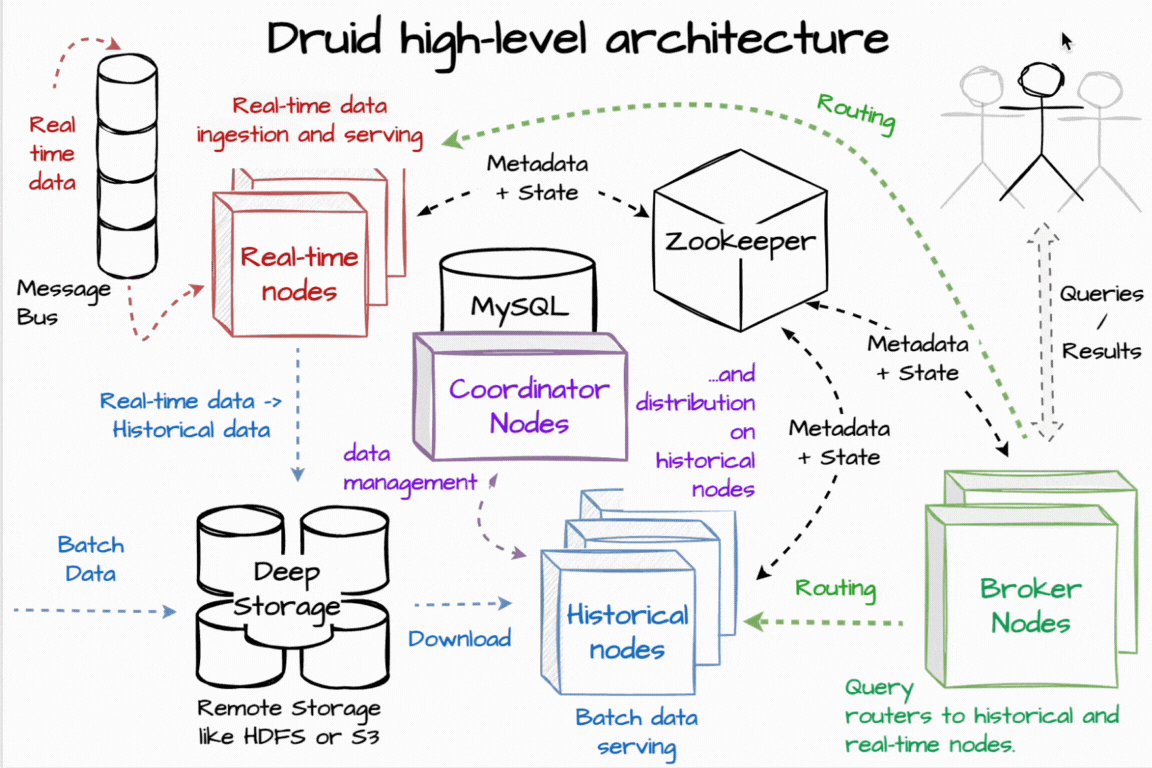 Druid high-level architecture
Real
time
data
Real-time data
ingestion and serving
Routing
Metadata
+ State
Zookeeper
Real-time
nodes
Message
Bus
MySQL
Queries
/
Results
Metadata
+ State
Coordinator
Nodes
...and
distribution
on
historical
nodes
Real-time data ->
Historical data
Metadata
+ State
data
management
Batch
Data
Deep
Storage
Download
Historical
nodes
Routing
Broker
Nodes
Remote Storage
like HDFS or S3
Batch data
serving
Query
routers to historical and
real-time nodes.